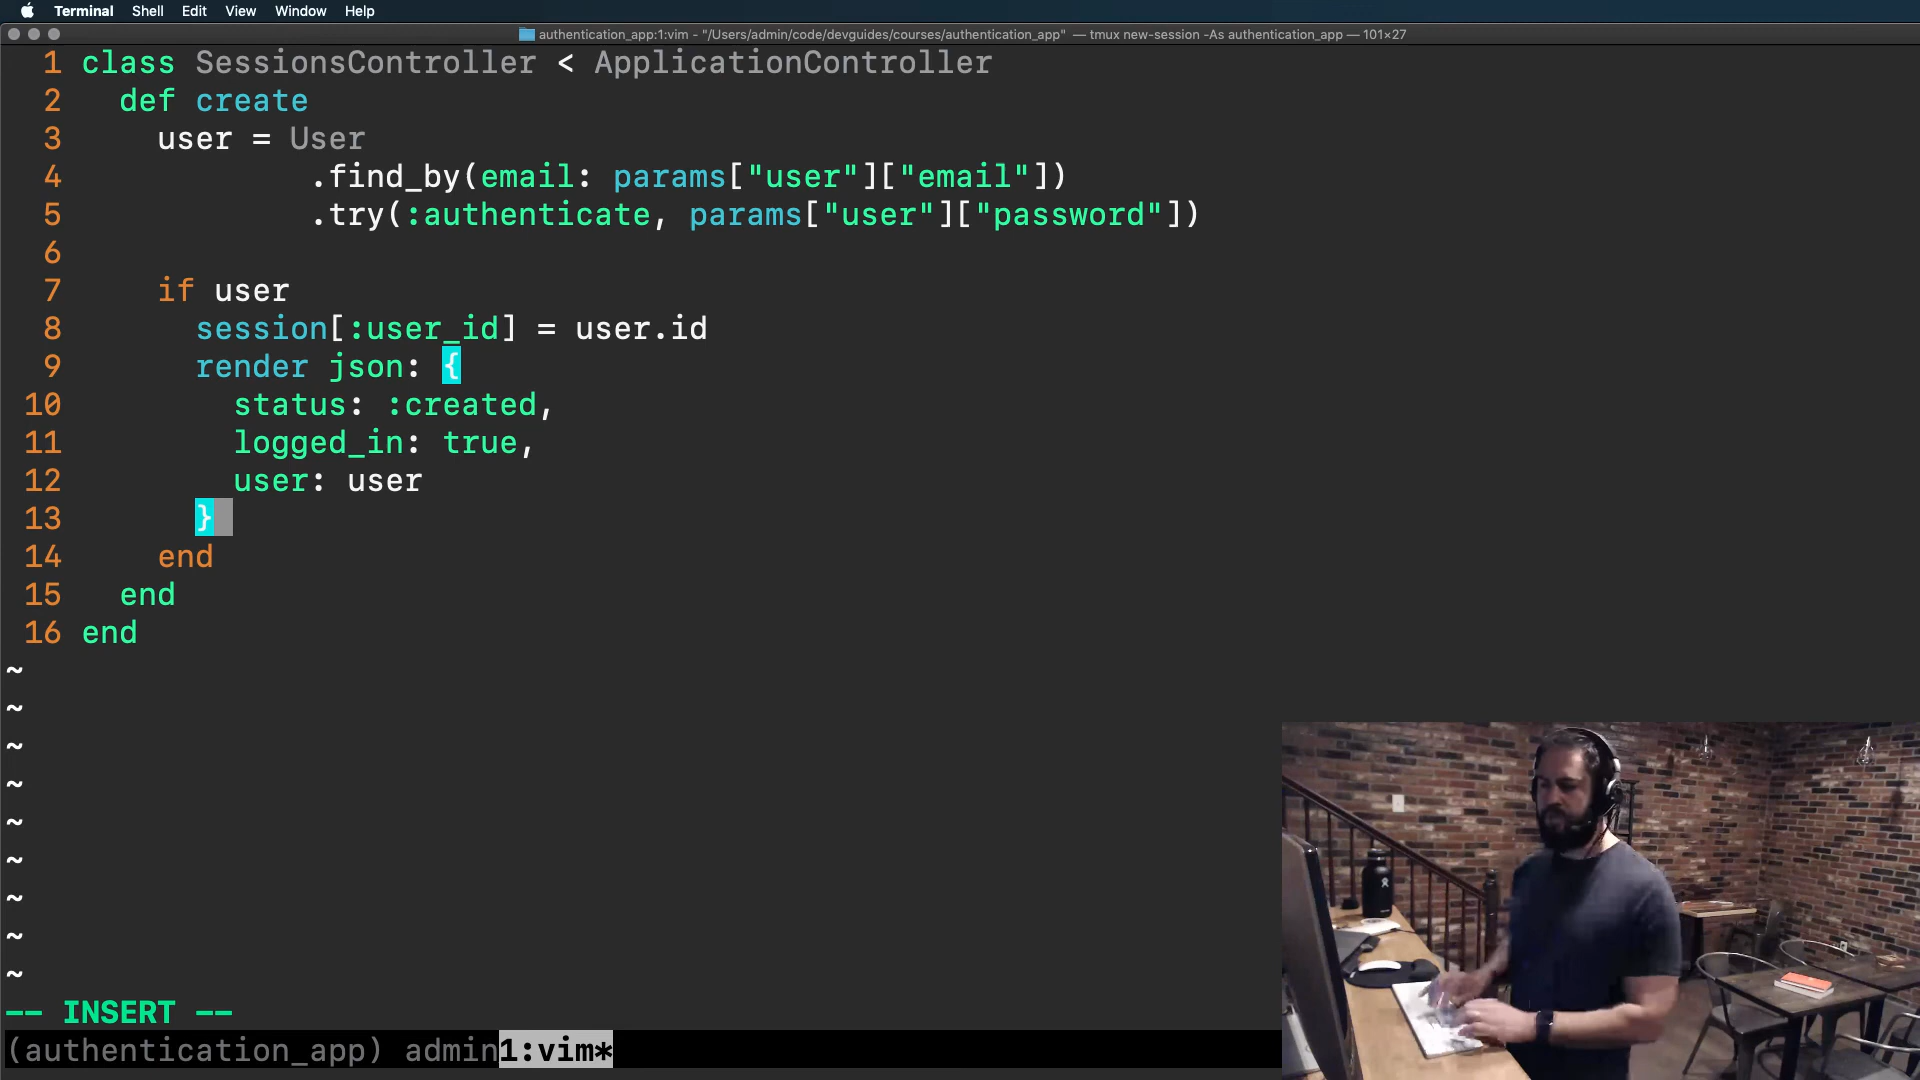 Terminal Shell Edit View Window Help
authentication_app:1:vim - "/Users/admin/code/devguides/courses/authentication_app" — tmux new-session -As authentication_app — 101×27
1 class SessionsController < ApplicationController
2   def create
3     user = User
4             .find_by(email: params["user"]["email"])
5             .try(:authenticate, params["user"]["password"])
6
7     if user
8       session[:user_id] = user.id
9       render json: {
10         status: :created,
11         logged_in: true,
12         user: user
13       }
14     end
15   end
16 end
~
~
~
~
~
~
~
~
~
-- INSERT --
(authentication_app) admin1:vim*